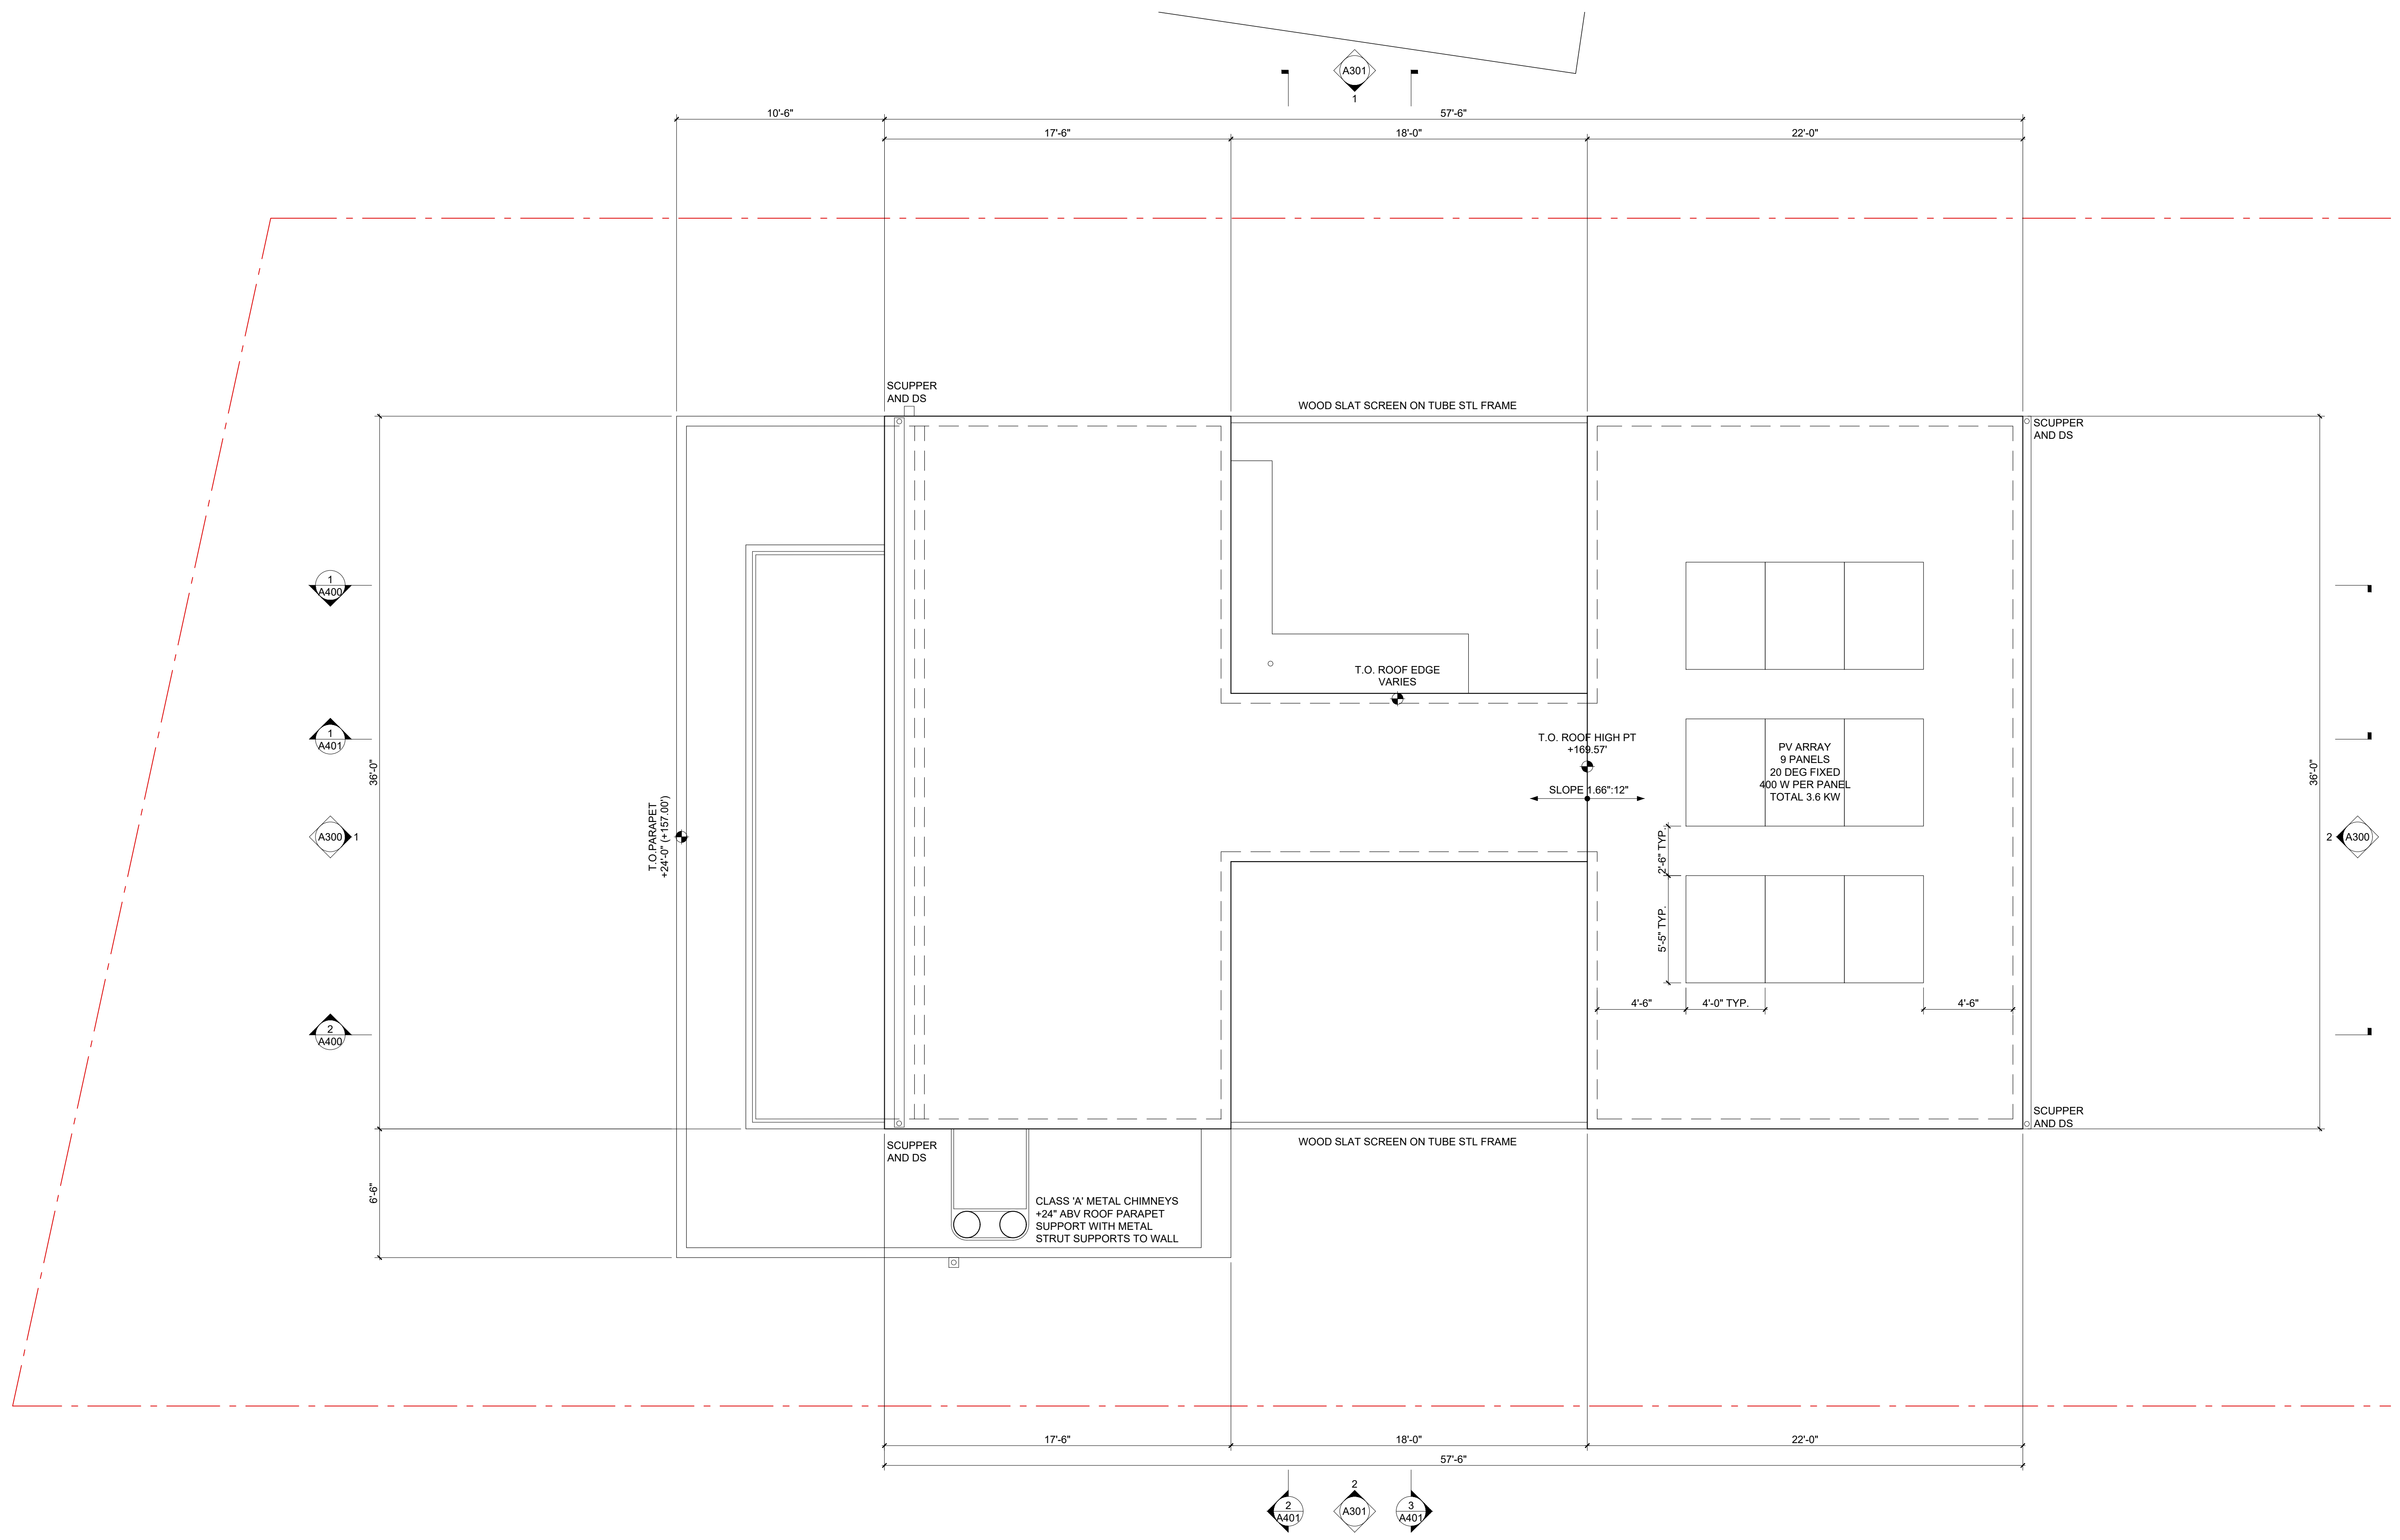 A301
1
10'-6"
57'-6"
17'-6"
18'-0"
22'-0"
SCUPPER
AND DS
WOOD SLAT SCREEN ON TUBE STL FRAME
SCUPPER
AND DS
1
A400
T.O. ROOF EDGE
VARIES
1
A401
T.O. ROOF HIGH PT
+169.57'
SLOPE 1.66":12"
PV ARRAY
9 PANELS
20 DEG FIXED
400 W PER PANEL
TOTAL 3.6 KW
36'-0"
36'-0"
T.O.PARAPET
+24'-0" (+157.00')
A300
1
2
A300
2'-6" TYP.
5'-5" TYP.
4'-6"
4'-0" TYP.
4'-6"
2
A400
SCUPPER
AND DS
SCUPPER
AND DS
WOOD SLAT SCREEN ON TUBE STL FRAME
6'-6"
CLASS 'A' METAL CHIMNEYS
+24" ABV ROOF PARAPET
SUPPORT WITH METAL
STRUT SUPPORTS TO WALL
17'-6"
18'-0"
22'-0"
57'-6"
2
A401
2
A301
3
A401